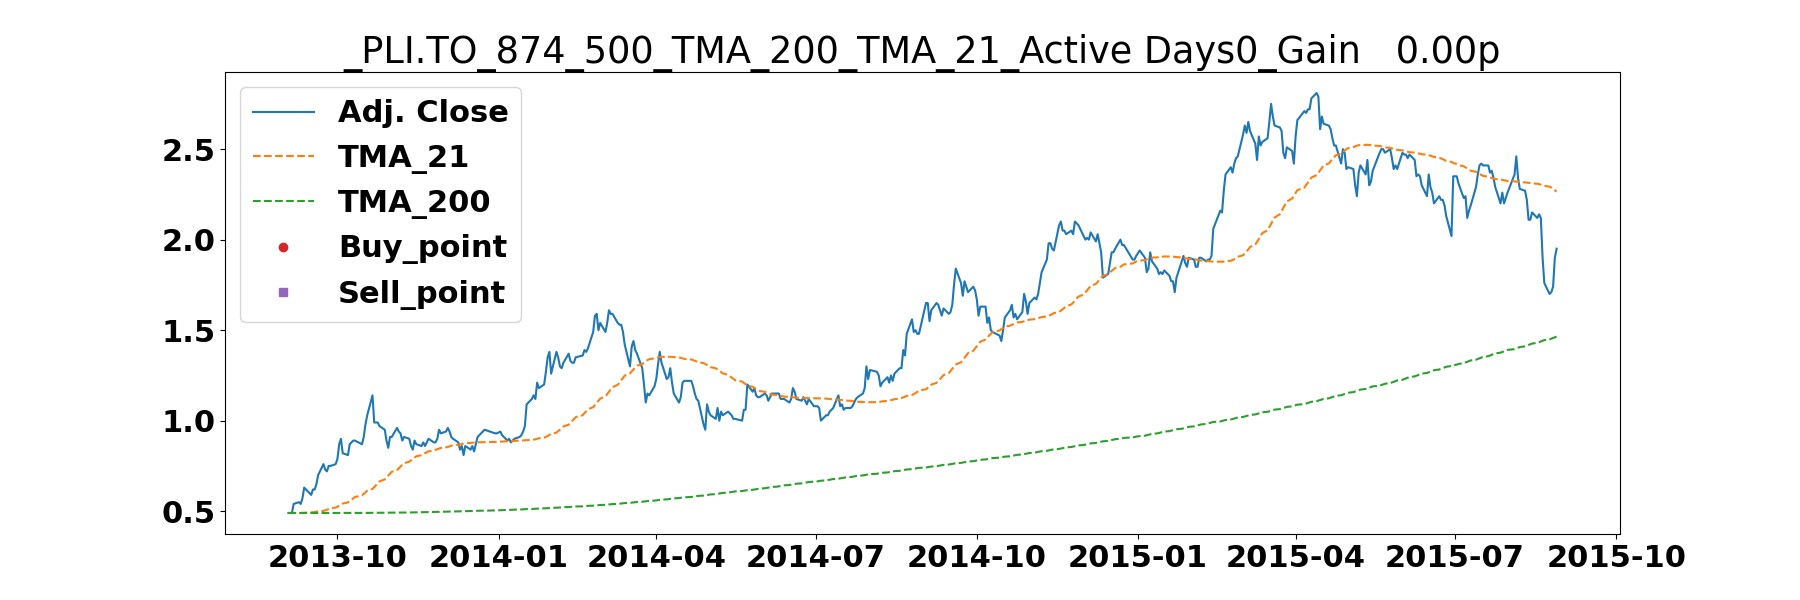 _PLI.TO_874_500_TMA_200_TMA_21_Active Days0_Gain   0.00p
Adj. Close
TMA_21
TMA_200
Buy_point
Sell_point
2.5
2.0
1.5
1.0
0.5
2013-10 2014-01 2014-04 2014-07 2014-10 2015-01 2015-04 2015-07 2015-10